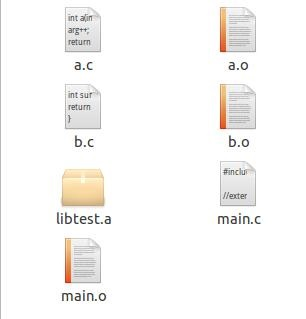 int a(in
arg++;
return
a.c
a.o
int sur
return
}
b.c
b.o
libtest.a
#inclu
//exter
main.c
main.o